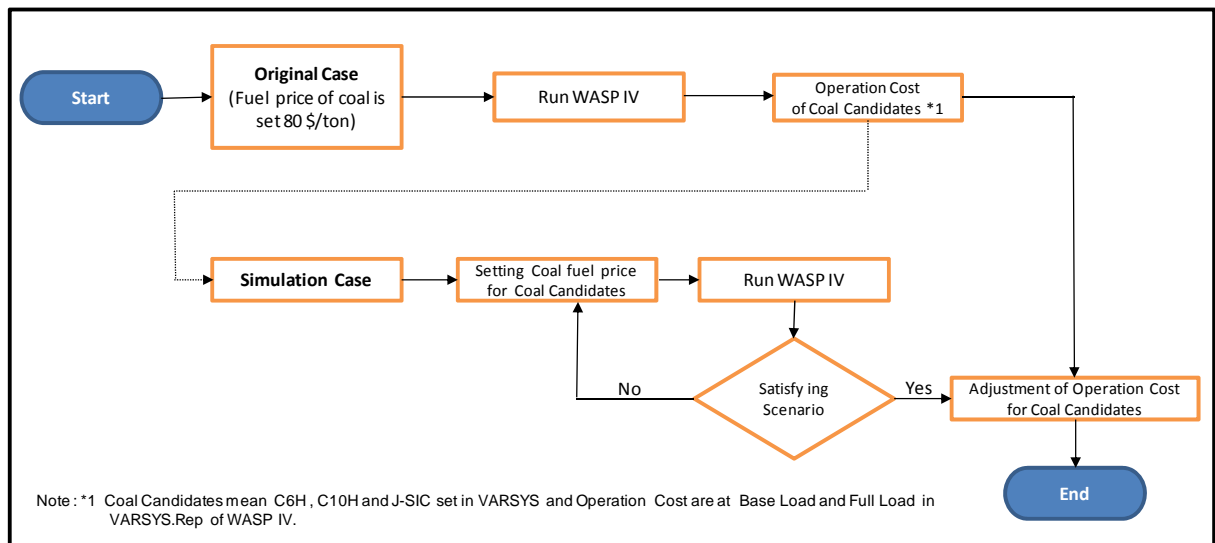 Start
Original Case
(Fuel price of coal is
set 80 $/ton)
Run WASP IV
Operation Cost
of Coal Candidates *1
Simulation Case
Setting Coal fuel price
for Coal Candidates
Run WASP IV
No
Satisfy ing
Scenario
Yes
Adjustment of Operation Cost
for Coal Candidates
End
Note : *1 Coal Candidates mean C6H , C10H and J-SIC set in VARSYS and Operation Cost are at Base Load and Full Load in
VARSYS.Rep of WASP IV.